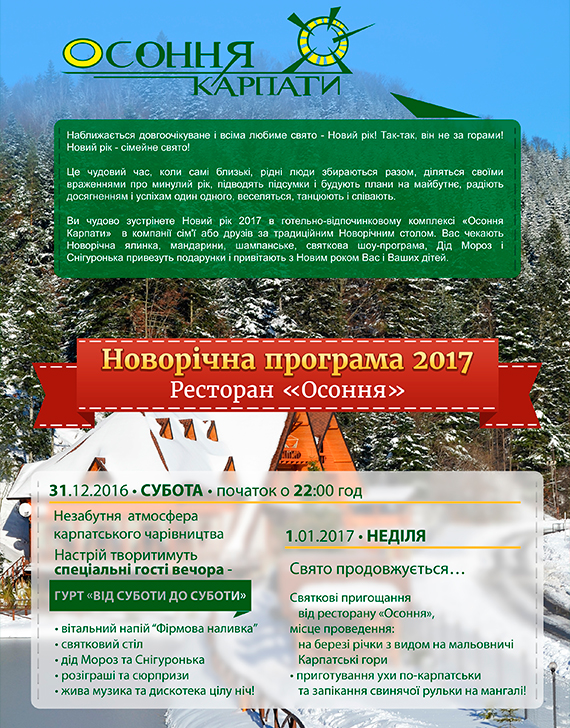 ОСОННЯ
КАРПАТИ
Наближається довгоочікуване і всіма любиме свято - Новий рік! Так-так, він не за горами!
Новий рік - сімейне свято!
Це чудовий час, коли самі близькі, рідні люди збираються разом, діляться своїми
враженнями про минулий рік, підводять підсумки і будують плани на майбутнє, радіють
досягненням і успіхам один одного, веселяться, танцюють і співають.
Ви чудово зустрінете Новий рік 2017 в готельно-відпочинковому комплексі «Осоння
Карпати» в компанії сім'ї або друзів за традиційним Новорічним столом. Вас чекають
Новорічна ялинка, мандарини, шампанське, святкова шоу-програма, Дід Мороз і
Снігуронька привезуть подарунки і привітають з Новим роком Вас і Ваших дітей.
Новорічна програма 2017
Ресторан «Осоння»
31.12.2016 • СУБОТА • початок о 22:00 год
Незабутня атмосфера
карпатського чарівництва
Настрій творитимуть
спеціальні гості вечора -
ГУРТ «ВІД СУБОТИ ДО СУБОТИ»
• вітальний напій “Фірмова наливка”
• святковий стіл
• дід Мороз та Снігуронька
• розіграші та сюрпризи
• жива музика та дискотека цілу ніч!
1.01.2017 • НЕДІЛЯ
Свято продовжується...
Святкові пригощання
від ресторану «Осоння»,
місце проведення:
на березі річки з видом на мальовничі
Карпатські гори
• приготування ухи по-карпатськи
та запікання свинячої рульки на мангалі!